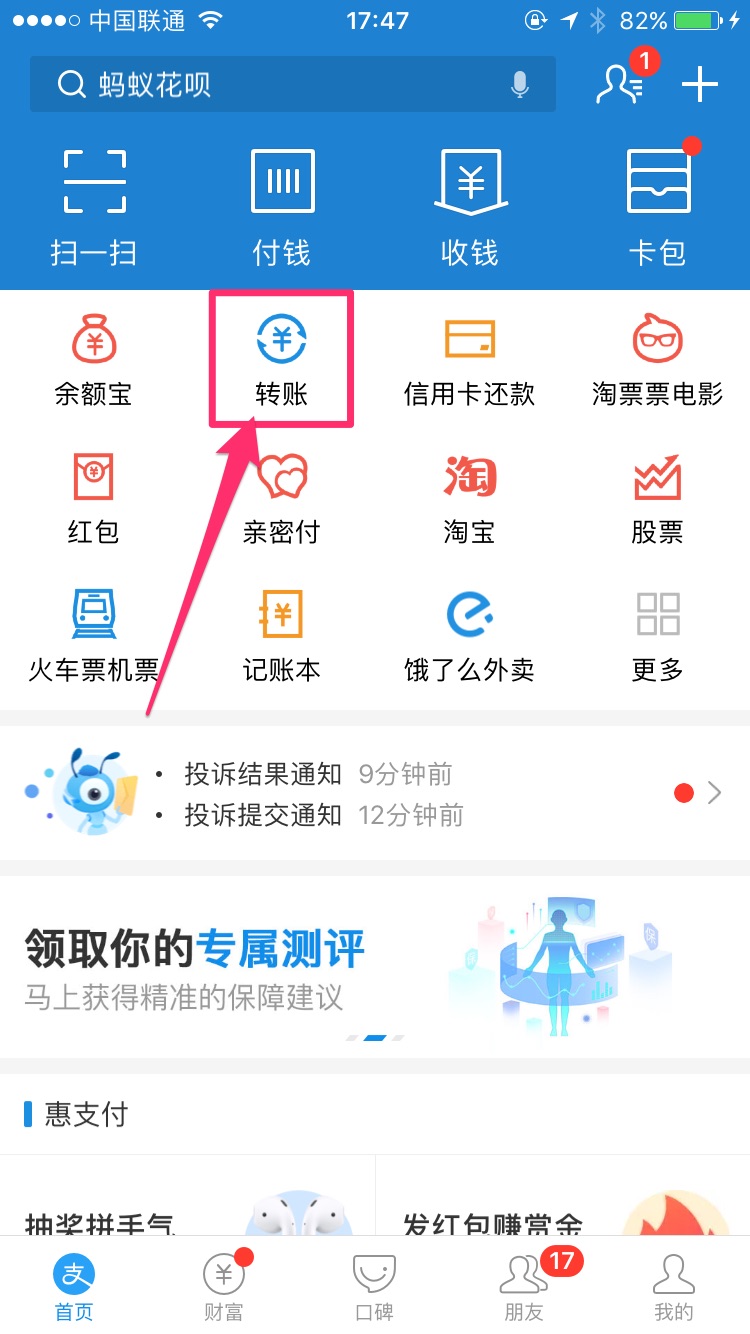 中国联通 17:47 82%
蚂蚁花呗 1
扫一扫 付钱 收钱 卡包
余额宝 转账 信用卡还款 淘票票电影
淘
红包 亲密付 淘宝 股票
火车票机票 记账本 饿了么外卖 更多
· 投诉结果通知 9分钟前
· 投诉提交通知 12分钟前
领取你的专属测评
马上获得精准的保障建议
惠支付
抽奖拼手气 发红包赚赏金
支 17
首页 财富 口碑 朋友 我的